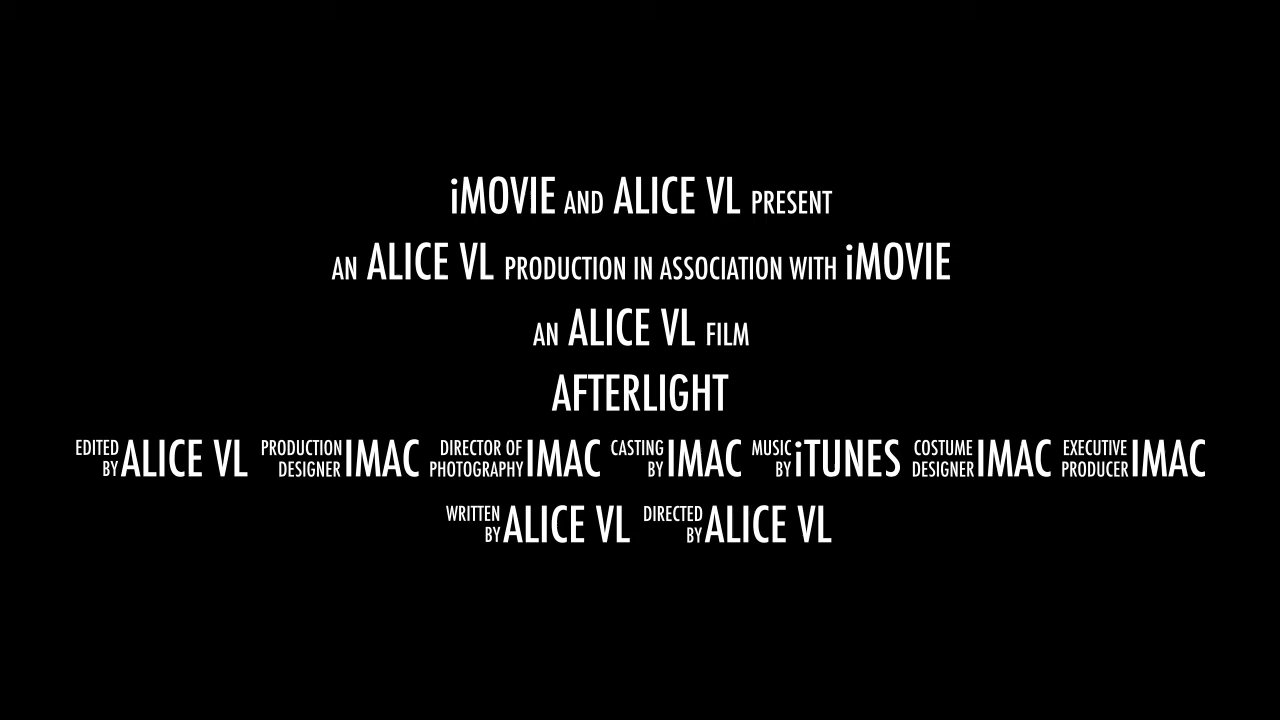 iMOVIE AND ALICE VL PRESENT
AN ALICE VL PRODUCTION IN ASSOCIATION WITH iMOVIE
AN ALICE VL FILM
AFTERLIGHT
EDITED BY ALICE VL PRODUCTION DESIGNER IMAC DIRECTOR OF PHOTOGRAPHY IMAC CASTING BY IMAC MUSIC BY iTUNES COSTUME DESIGNER IMAC EXECUTIVE PRODUCER IMAC
WRITTEN BY ALICE VL DIRECTED BY ALICE VL